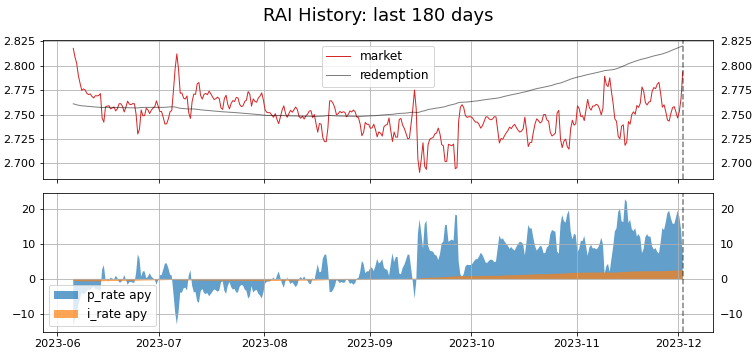 RAI History: last 180 days
2.825 2.825
2.800 2.800
2.775 2.775
2.750 2.750
2.725 2.725
2.700 2.700
market
redemption
20 20
10 10
0 0
−10 −10
p_rate apy
i_rate apy
2023-06 2023-07 2023-08 2023-09 2023-10 2023-11 2023-12